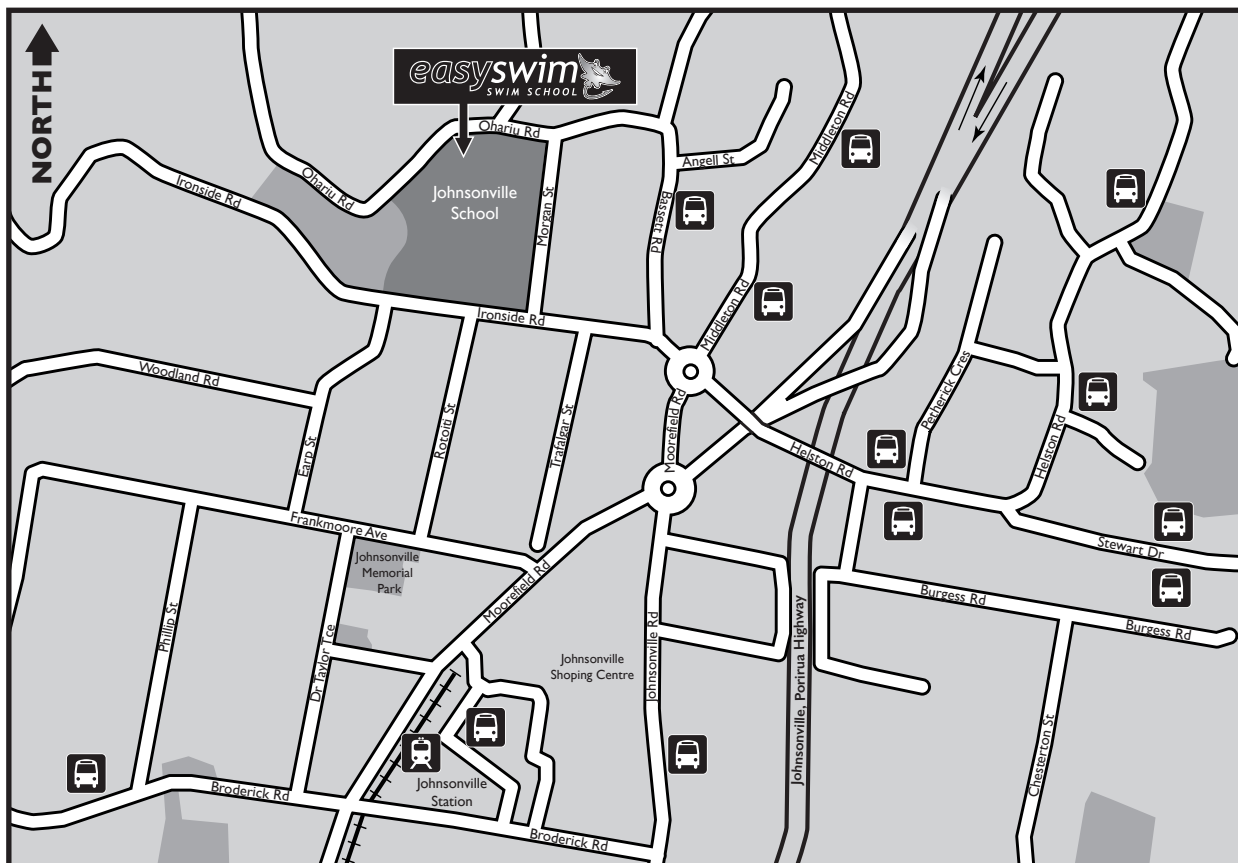 NORTH
easyswim
SWIM SCHOOL
Ohariu Rd
Middleton Rd
Angell St
Ironside Rd
Ohariu Rd
Johnsonville
School
Morgan St
Bassett Rd
Ironside Rd
Middleton Rd
Woodland Rd
Petherick Cres
Moorefield Rd
Rotoiti St
Trafalgar St
Earp St
Helston Rd
Helston Rd
Frankmoore Ave
Stewart Dr
Johnsonville
Memorial
Park
Moorefield Rd
Burgess Rd
Burgess Rd
Phillip St
Dr Taylor Tce
Johnsonville
Shoping Centre
Johnsonville Rd
Johnsonville, Porirua Highway
Chesterton St
Johnsonville
Station
Broderick Rd
Broderick Rd